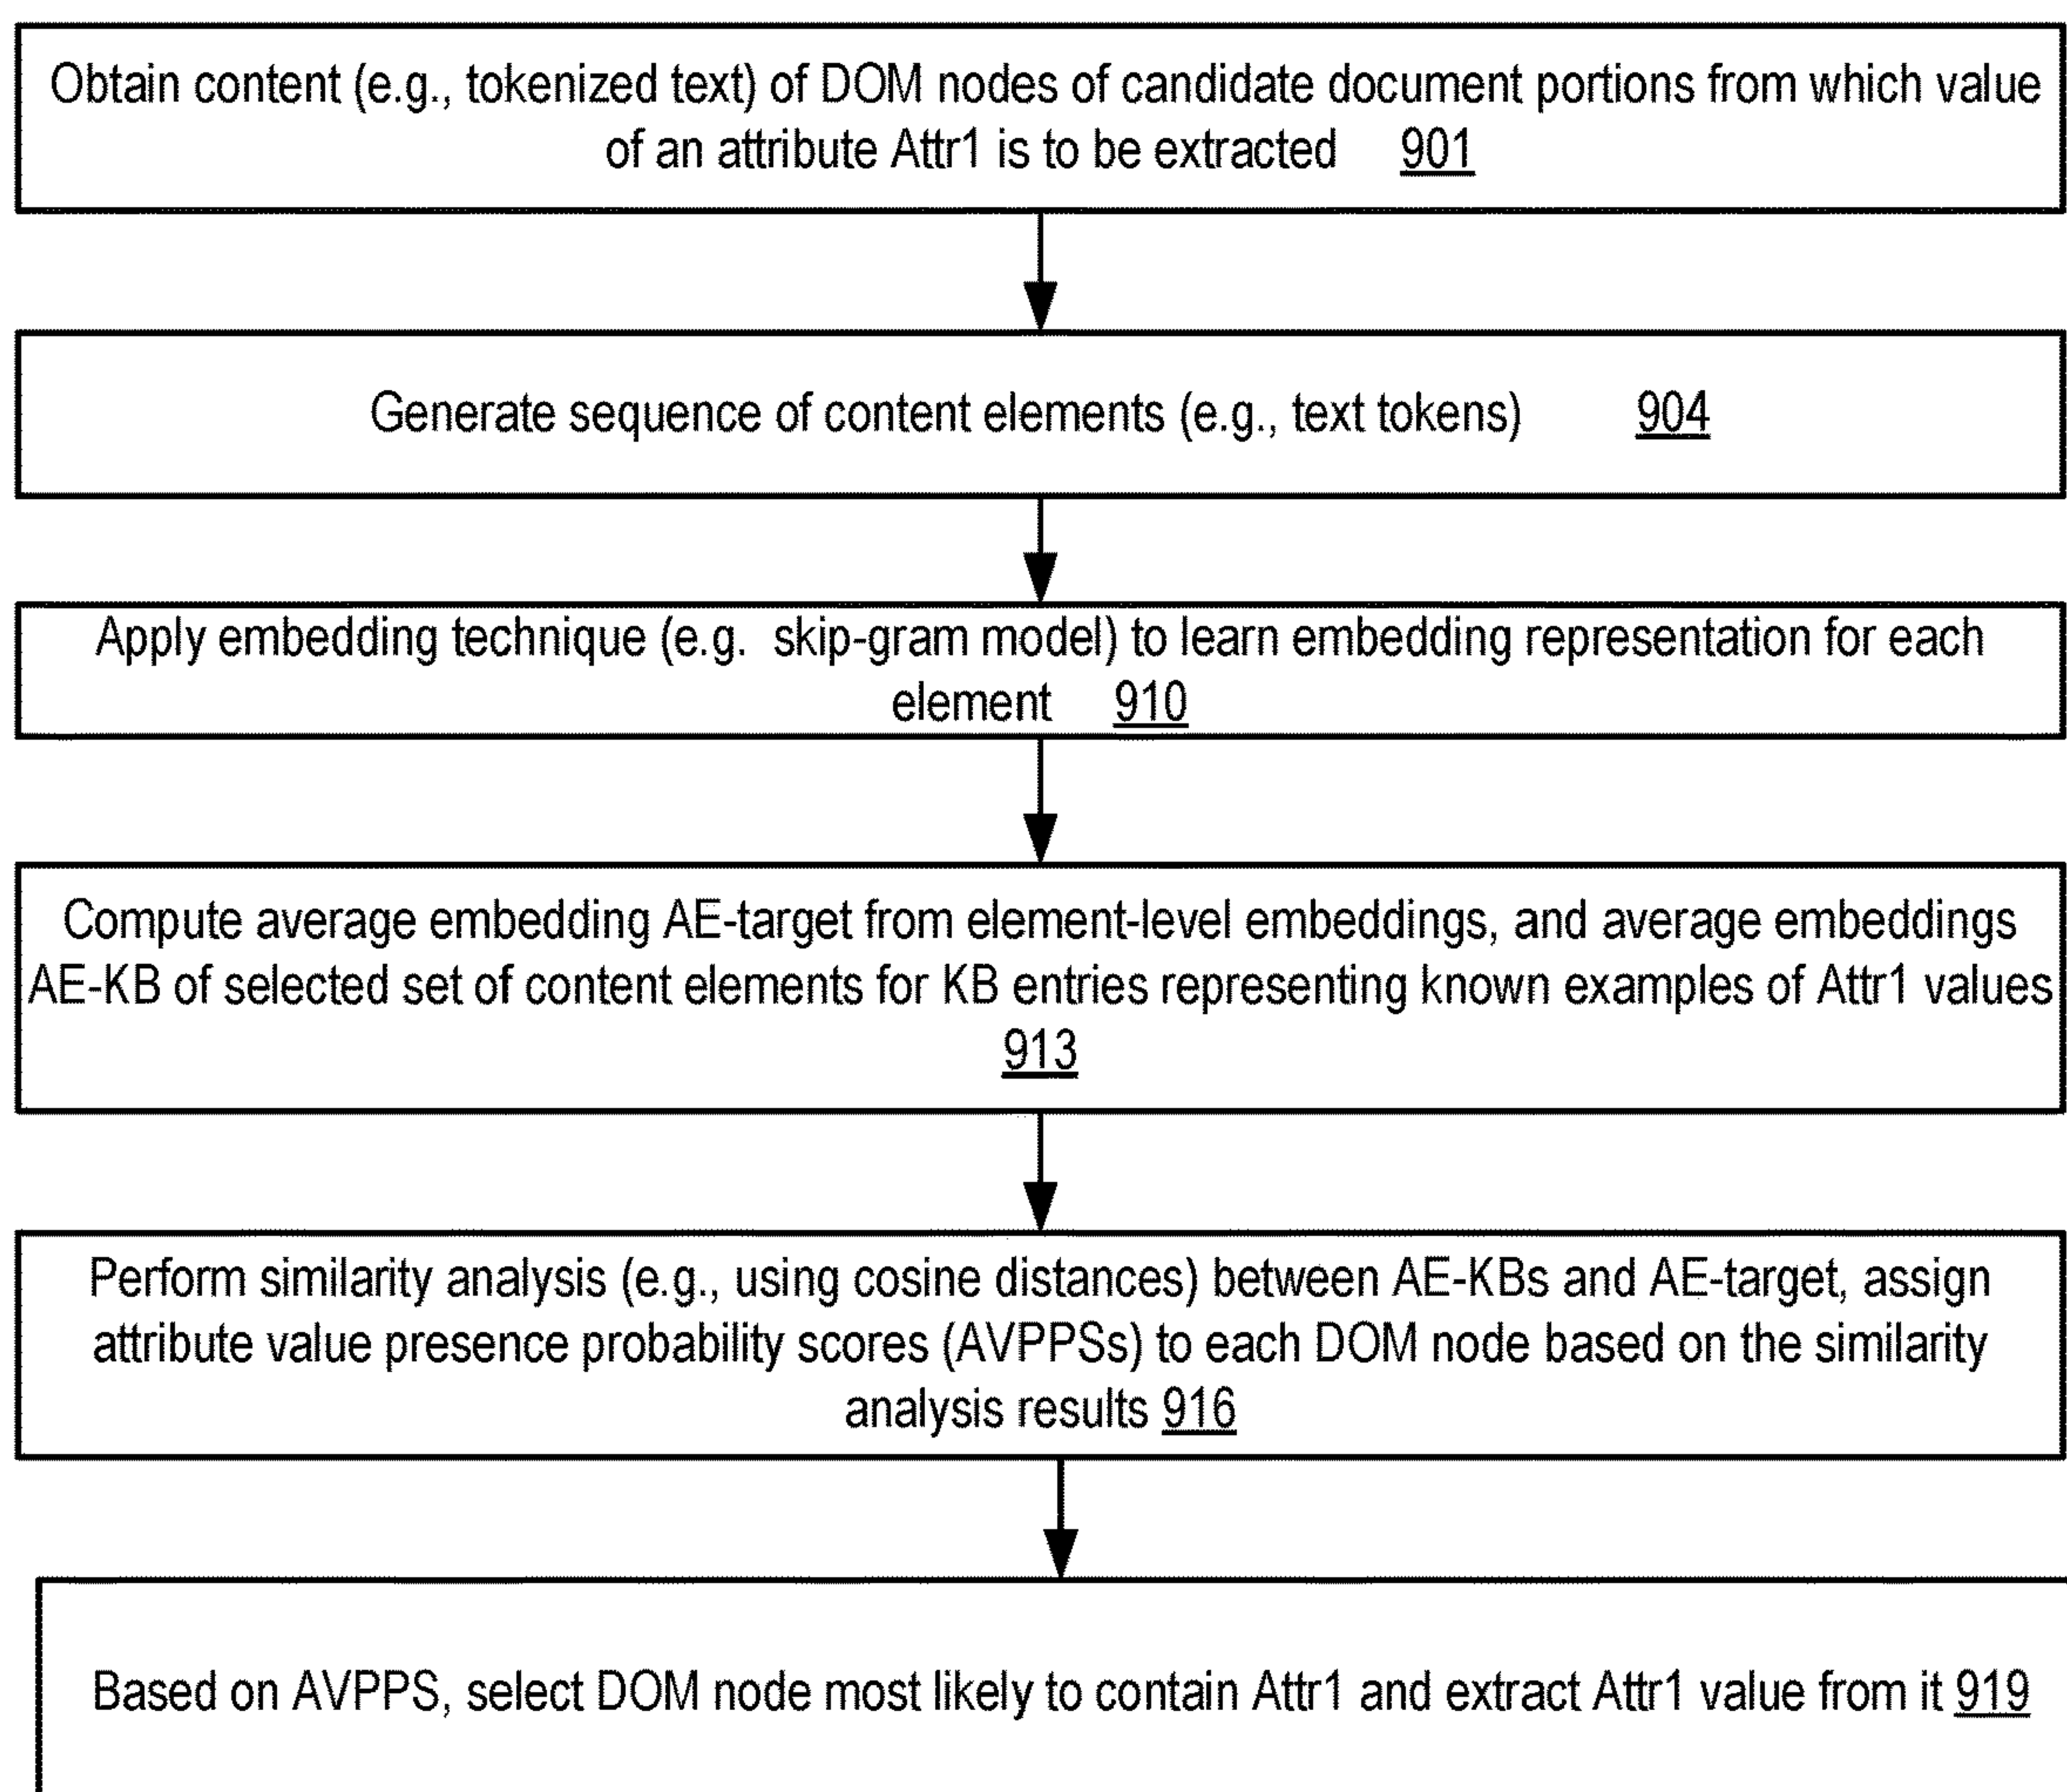 Obtain content (e.g., tokenized text) of DOM nodes of candidate document portions from which value
of an attribute Attr1 is to be extracted 901
Generate sequence of content elements (e.g., text tokens) 904
Apply embedding technique (e.g. skip-gram model) to learn embedding representation for each
element 910
Compute average embedding AE-target from element-level embeddings, and average embeddings
AE-KB of selected set of content elements for KB entries representing known examples of Attr1 values
913
Perform similarity analysis (e.g., using cosine distances) between AE-KBs and AE-target, assign
attribute value presence probability scores (AVPPSs) to each DOM node based on the similarity
analysis results 916
Based on AVPPS, select DOM node most likely to contain Attr1 and extract Attr1 value from it 919